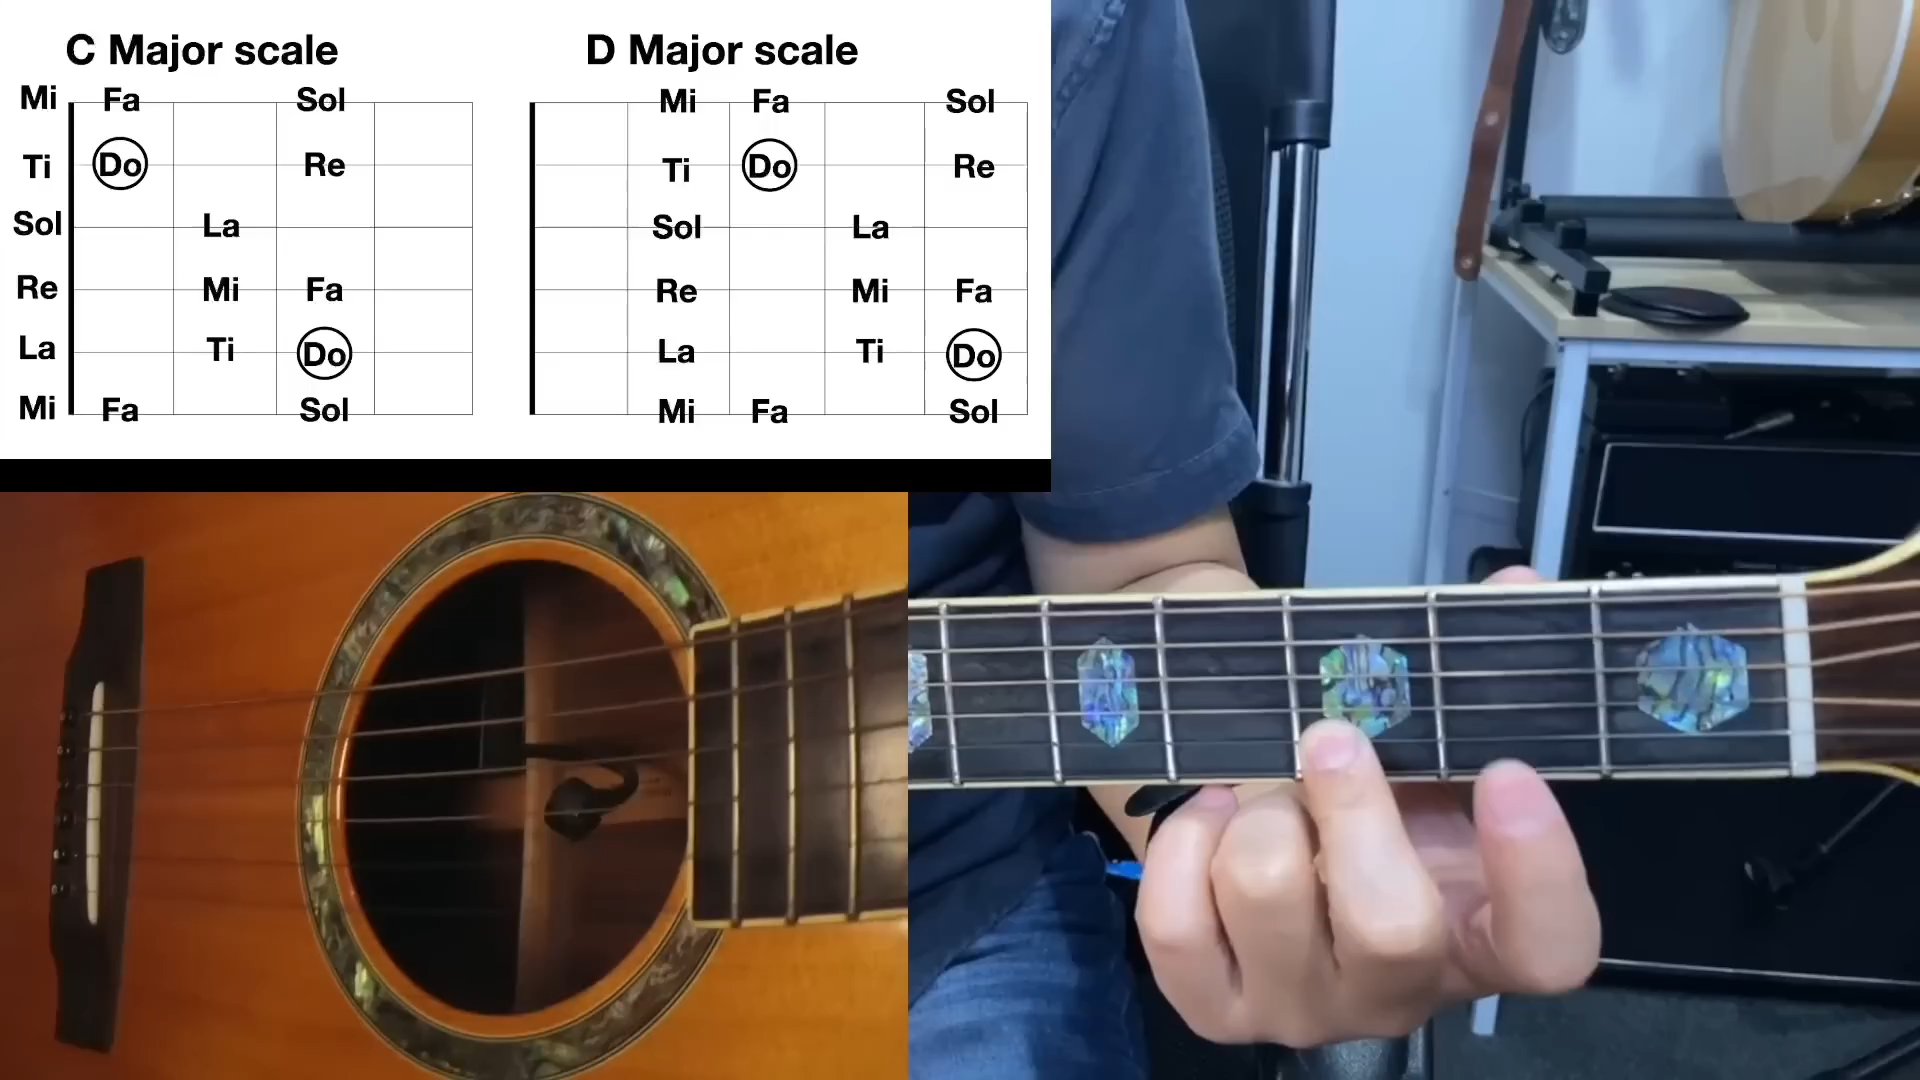 C Major scale
Mi Fa Sol
Ti Do Re
Sol La
Re Mi Fa
La Ti Do
Mi Fa Sol
D Major scale
Mi Fa Sol
Ti Do Re
Sol La
Re Mi Fa
La Ti Do
Mi Fa Sol